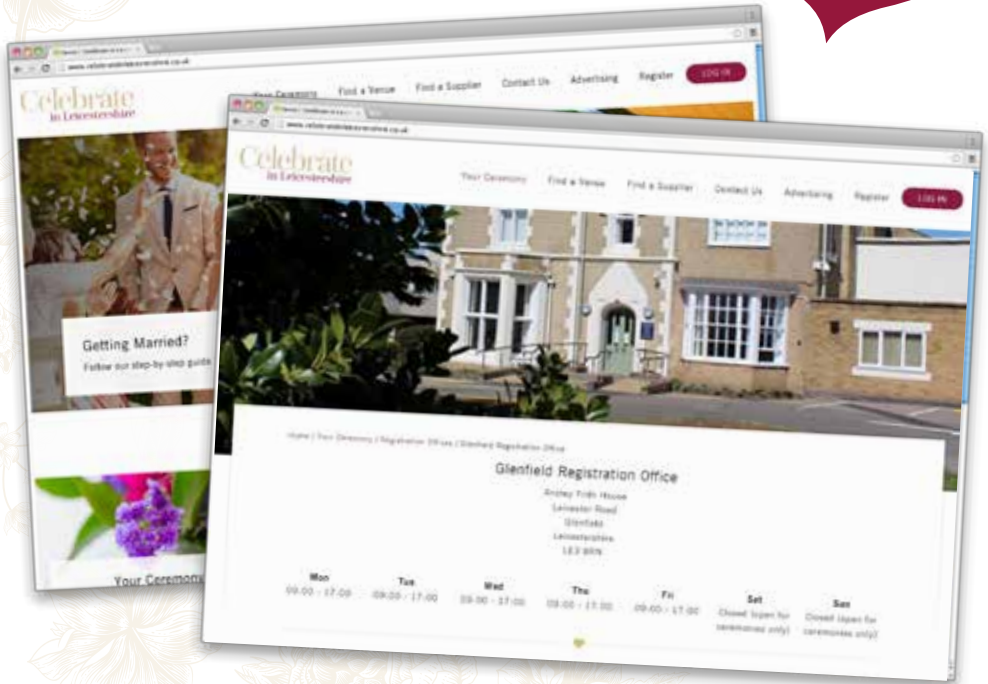 Celebrate
in Leicestershire
Your Ceremony Find a Venue Find a Supplier Contact Us Advertising Register LOG IN
Getting Married?
Follow our step-by-step guide
Your Ceremony
Celebrate
in Leicestershire
Your Ceremony Find a Venue Find a Supplier Contact Us Advertising Register LOG IN
Home / Your Ceremony / Registration Offices / Glenfield Registration Office
Glenfield Registration Office
Anstey Frith House
Leicester Road
Glenfield
Leicestershire
LE3 8RN
Mon Tue Wed Thu Fri Sat Sun
09:00 - 17:00 09:00 - 17:00 09:00 - 17:00 09:00 - 17:00 09:00 - 17:00 Closed (open for Closed (open for
ceremonies only) ceremonies only)